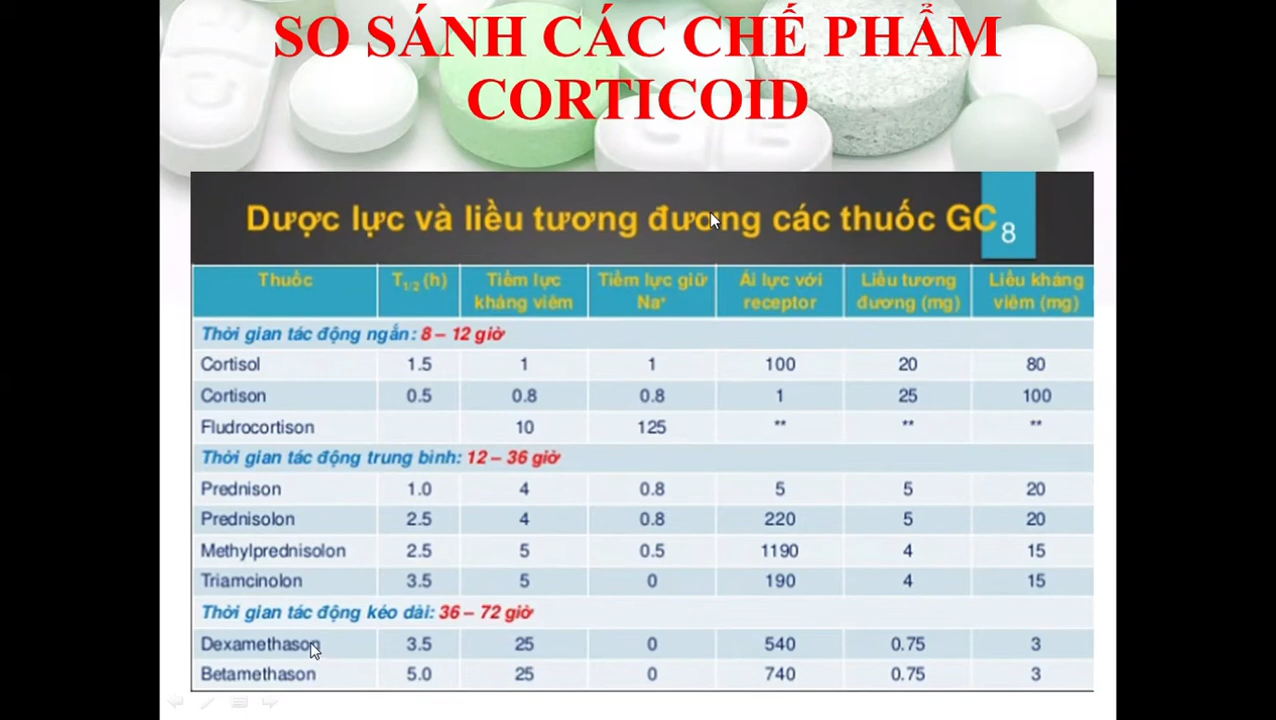 SO SÁNH CÁC CHẾ PHẨM
CORTICOID
Dược lực và liều tương đương các thuốc GC 8
Thuốc T1/2 (h) Tiềm lực kháng viêm Tiềm lực giữ Na+ Ái lực với receptor Liều tương đương (mg) Liều kháng viêm (mg)
Thời gian tác động ngắn: 8 – 12 giờ
Cortisol 1.5 1 1 100 20 80
Cortison 0.5 0.8 0.8 1 25 100
Fludrocortison 10 125 ** ** **
Thời gian tác động trung bình: 12 – 36 giờ
Prednison 1.0 4 0.8 5 5 20
Prednisolon 2.5 4 0.8 220 5 20
Methylprednisolon 2.5 5 0.5 1190 4 15
Triamcinolon 3.5 5 0 190 4 15
Thời gian tác động kéo dài: 36 – 72 giờ
Dexamethason 3.5 25 0 540 0.75 3
Betamethason 5.0 25 0 740 0.75 3